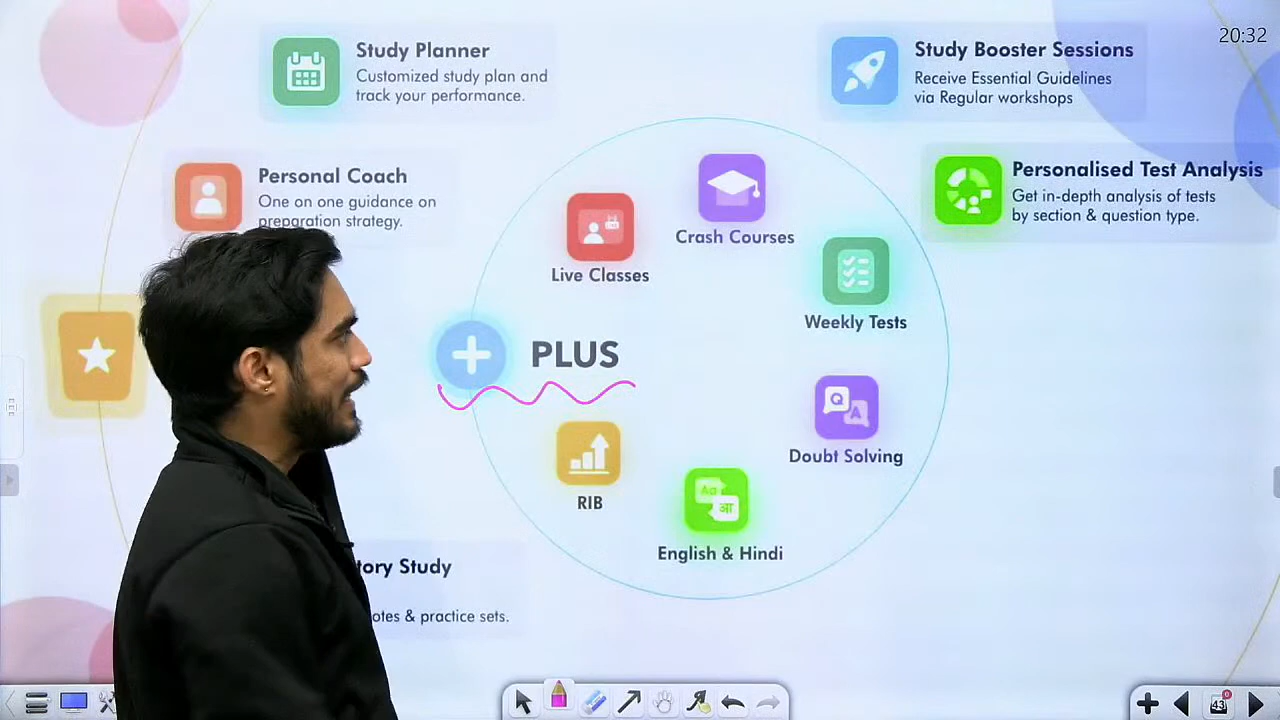 20:32
Study Planner
Customized study plan and
track your performance.
Study Booster Sessions
Receive Essential Guidelines
via Regular workshops
Personal Coach
One on one guidance on
preparation strategy.
Personalised Test Analysis
Get in-depth analysis of tests
by section & question type.
Crash Courses
Live Classes
Weekly Tests
+ PLUS
Q
A
Doubt Solving
RIB
Aa
आ
English & Hindi
tory Study
otes & practice sets.
0
43